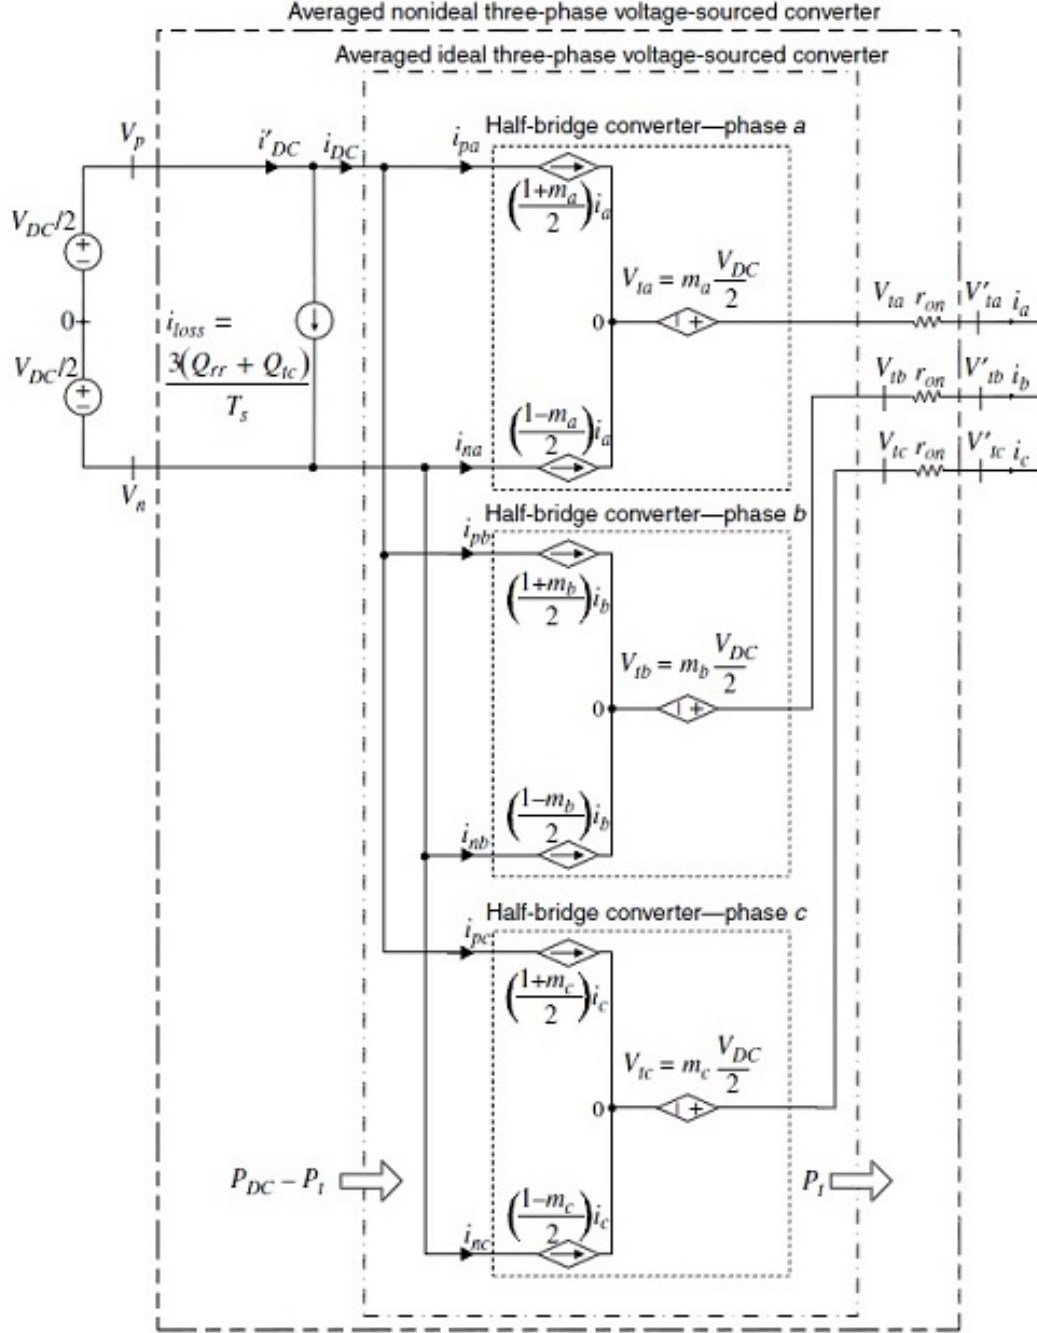 Averaged nonideal three-phase voltage-sourced converter
Averaged ideal three-phase voltage-sourced converter
Half-bridge converter—phase a
V_p
i'_DC
i_DC
i_pa
(1+m_a / 2) i_a
V_DC/2
+
−
V_ta = m_a V_DC / 2
V_ta r_on V'_ta i_a
0
i_loss =
3(Q_rr + Q_tc) / T_s
0
| +
V_DC/2
+
−
V_tb r_on V'_tb i_b
(1−m_a / 2) i_a
i_na
V_tc r_on V'_tc i_c
V_n
Half-bridge converter—phase b
i_pb
(1+m_b / 2) i_b
V_tb = m_b V_DC / 2
0
| +
(1−m_b / 2) i_b
i_nb
Half-bridge converter—phase c
i_pc
(1+m_c / 2) i_c
V_tc = m_c V_DC / 2
0
| +
P_DC – P_t
P_t
(1−m_c / 2) i_c
i_nc